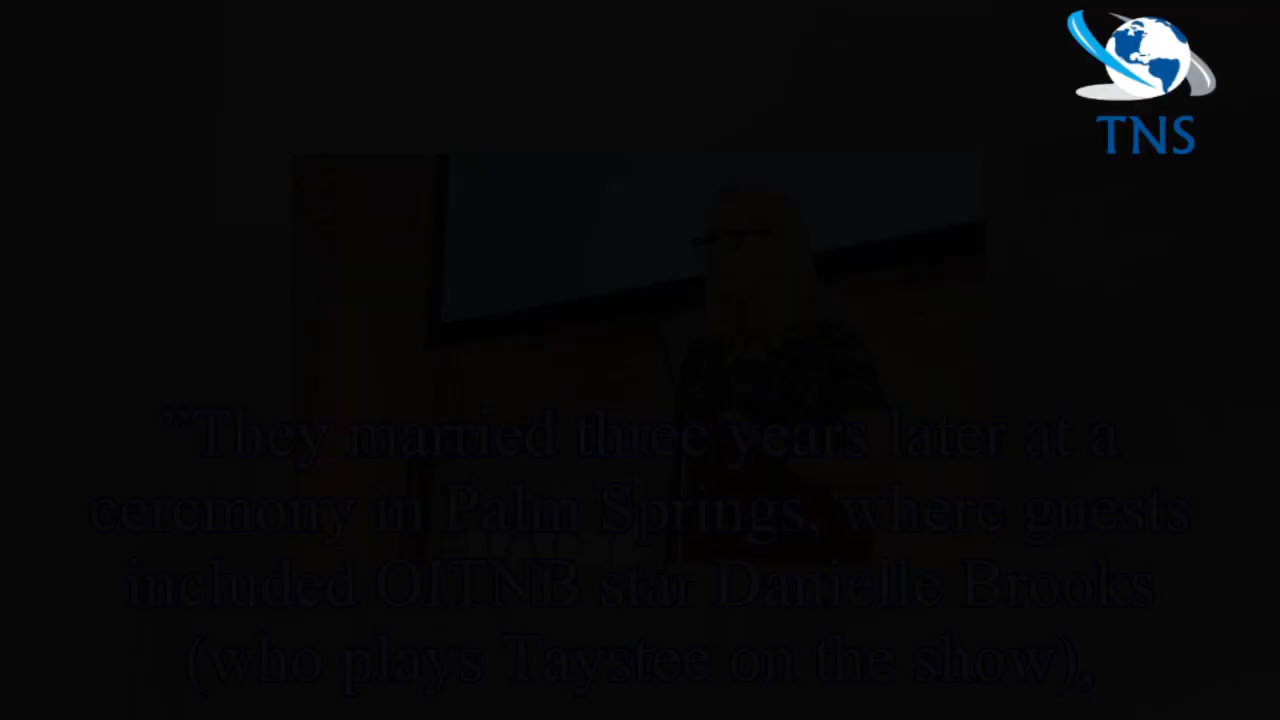 TNS
”They married three years later at a
ceremony in Palm Springs, where guests
included OITNB star Danielle Brooks
(who plays Taystee on the show),